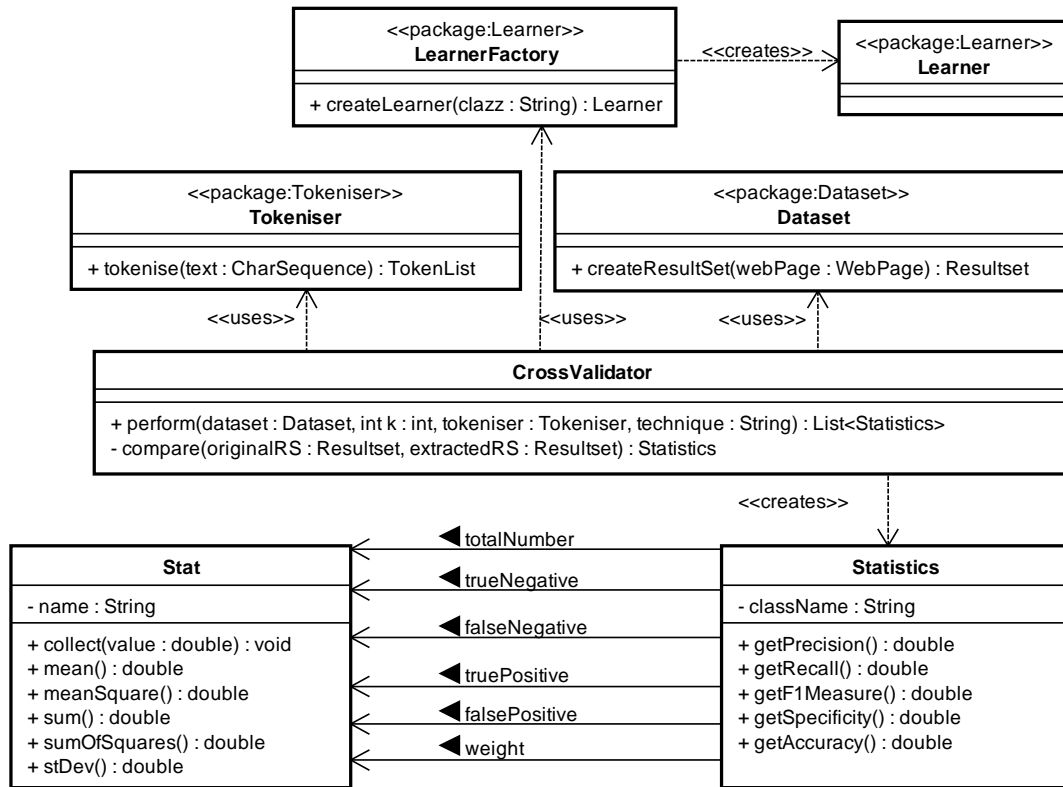 <<package:Learner>>
LearnerFactory
+ createLearner(clazz : String) : Learner
<<creates>>
<<package:Learner>>
Learner
<<package:Tokeniser>>
Tokeniser
+ tokenise(text : CharSequence) : TokenList
<<package:Dataset>>
Dataset
+ createResultSet(webPage : WebPage) : Resultset
<<uses>>
<<uses>>
<<uses>>
CrossValidator
+ perform(dataset : Dataset, int k : int, tokeniser : Tokeniser, technique : String) : List<Statistics>
- compare(originalRS : Resultset, extractedRS : Resultset) : Statistics
<<creates>>
Stat
- name : String
+ collect(value : double) : void
+ mean() : double
+ meanSquare() : double
+ sum() : double
+ sumOfSquares() : double
+ stDev() : double
totalNumber
trueNegative
falseNegative
truePositive
falsePositive
weight
Statistics
- className : String
+ getPrecision() : double
+ getRecall() : double
+ getF1Measure() : double
+ getSpecificity() : double
+ getAccuracy() : double